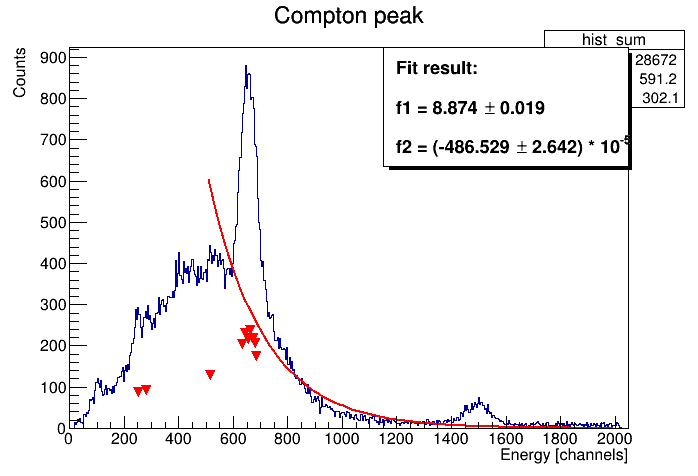 Compton peak
hist_sum
28672
591.2
302.1
Fit result:
f1 = 8.874 ± 0.019
f2 = (-486.529 ± 2.642) * 10^-5
Counts
900
800
700
600
500
400
300
200
100
0
0 200 400 600 800 1000 1200 1400 1600 1800 2000
Energy [channels]